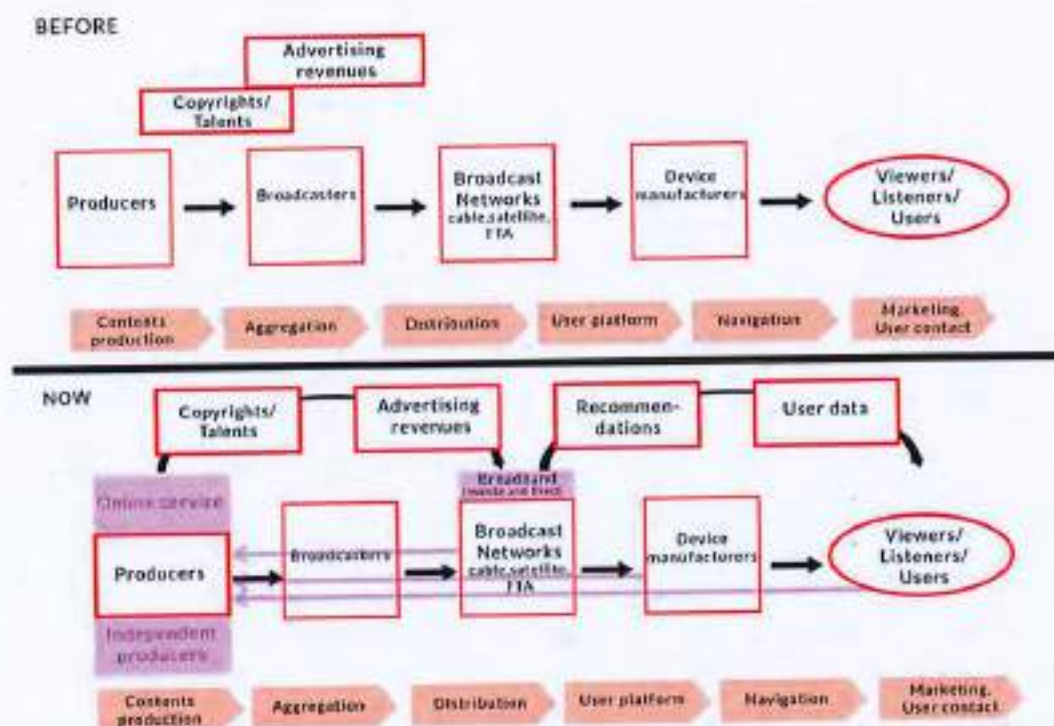 BEFORE
Advertising
revenues
Copyrights/
Talents
Producers
Broadcasters
Broadcast
Networks
cable, satellite,
FTA
Device
manufacturers
Viewers/
Listeners/
Users
Contents
production
Aggregation
Distribution
User platform
Navigation
Marketing,
User contact
NOW
Copyrights/
Talents
Advertising
revenues
Recommen-
dations
User data
Online service
Broadband
Producers
Broadcasters
Broadcast
Networks
cable, satellite,
FTA
Device
manufacturers
Viewers/
Listeners/
Users
Independent
producers
Contents
production
Aggregation
Distribution
User platform
Navigation
Marketing,
User contact